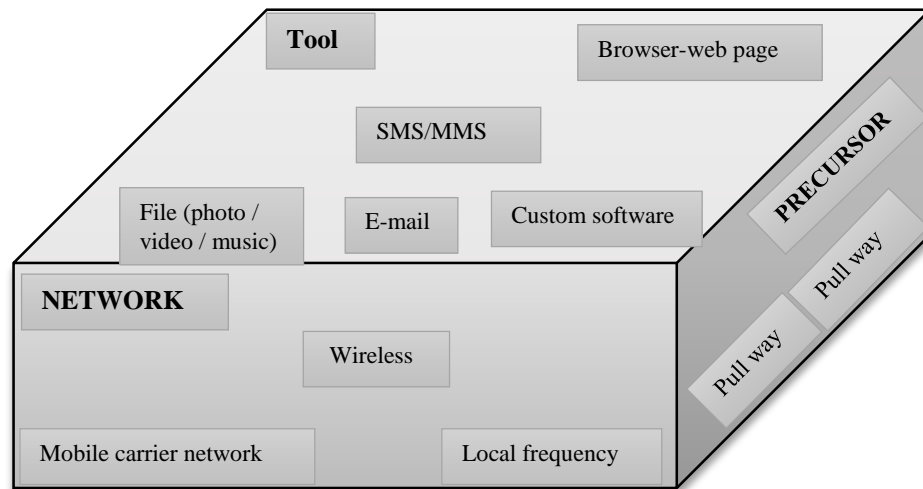 Tool
Browser-web page
SMS/MMS
PRECURSOR
File (photo /
video / music)
E-mail
Custom software
Pull way
Pull way
NETWORK
Wireless
Mobile carrier network
Local frequency